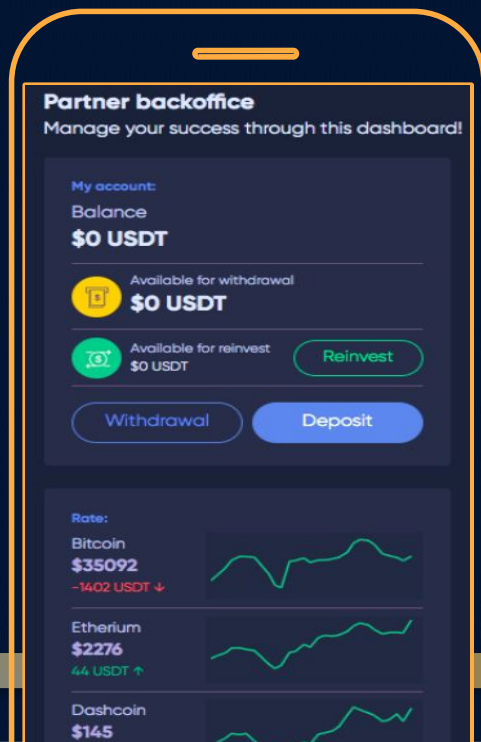 Partner backoffice
Manage your success through this dashboard!
My account:
Balance
$0 USDT
Available for withdrawal
$0 USDT
Available for reinvest
$0 USDT
Reinvest
Withdrawal
Deposit
Rate:
Bitcoin
$35092
-1402 USDT ↓
Etherium
$2276
44 USDT ↑
Dashcoin
$145